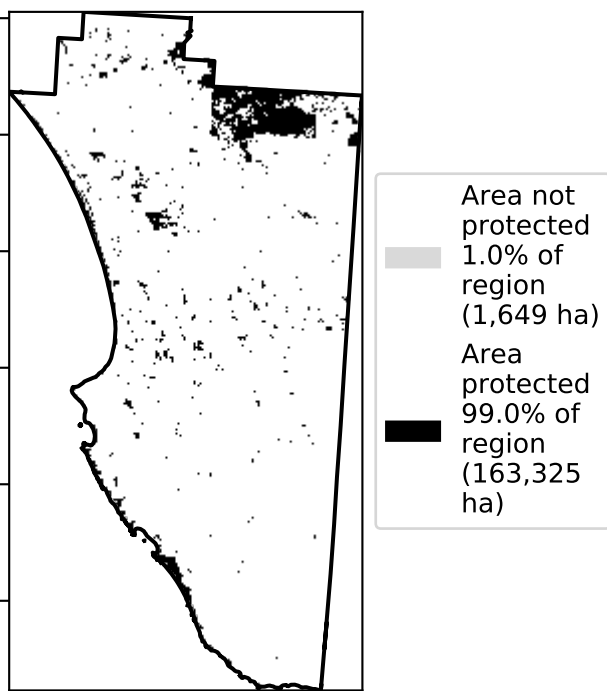 Area not
protected
1.0% of
region
(1,649 ha)
Area
protected
99.0% of
region
(163,325
ha)